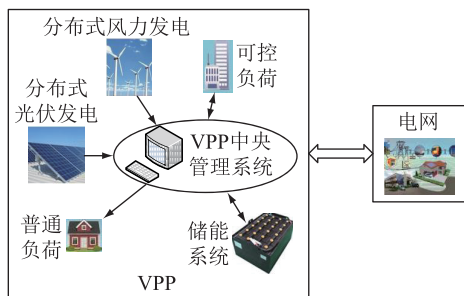 分布式风力发电
可控
负荷
分布式
光伏发电
VPP中央
管理系统
电网
普通
负荷
储能
系统
VPP